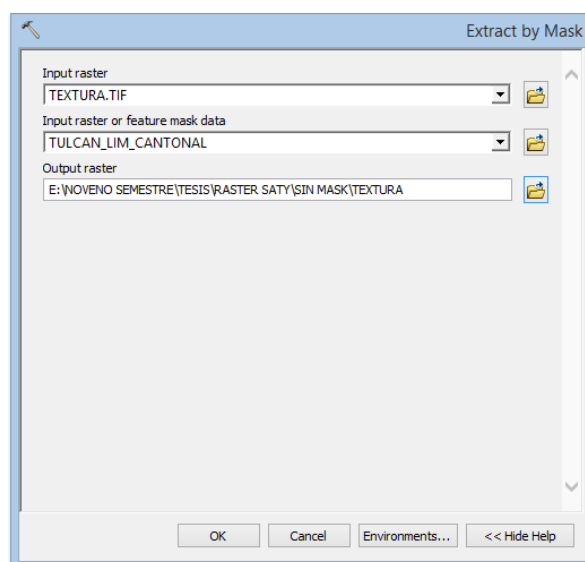 Extract by Mask
Input raster
TEXTURA.TIF
Input raster or feature mask data
TULCAN_LIM_CANTONAL
Output raster
E:\NOVENO SEMESTRE\TESIS\RASTER SATY\SIN MASK\TEXTURA
OK Cancel Environments... << Hide Help